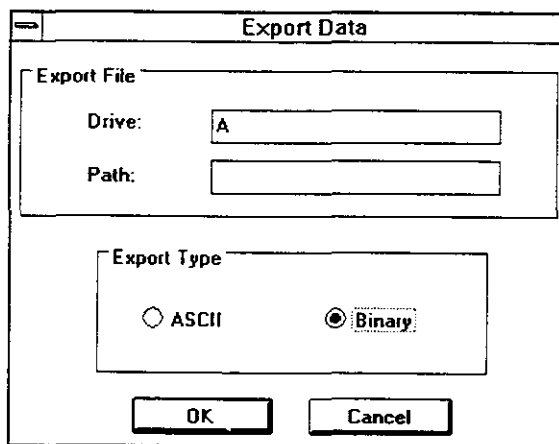 Export Data
Export File
Drive: A
Path:
Export Type
ASCII Binary
OK Cancel